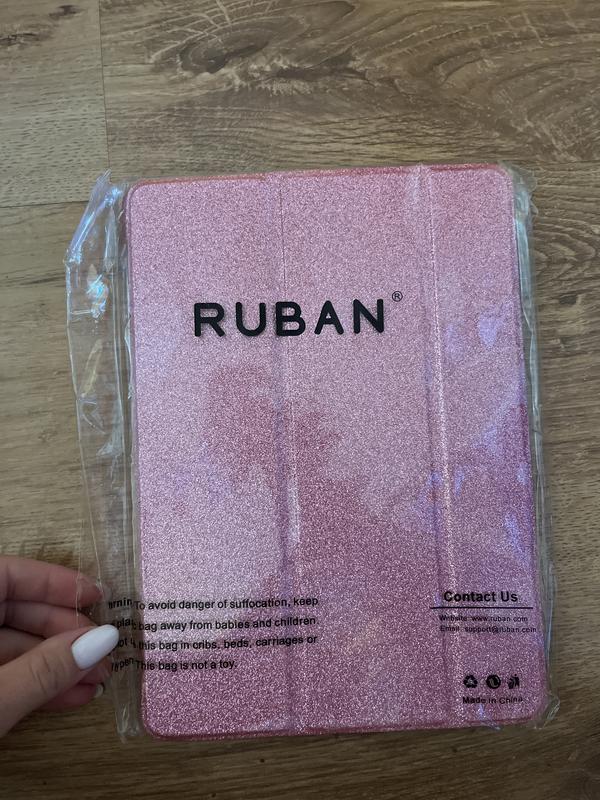 RUBAN®
To avoid danger of suffocation, keep
bag away from babies and children.
this bag in cribs, beds, carriages or
This bag is not a toy.
Contact Us
Website: www.ruban.com
Email: support@ruban.com
Made in China